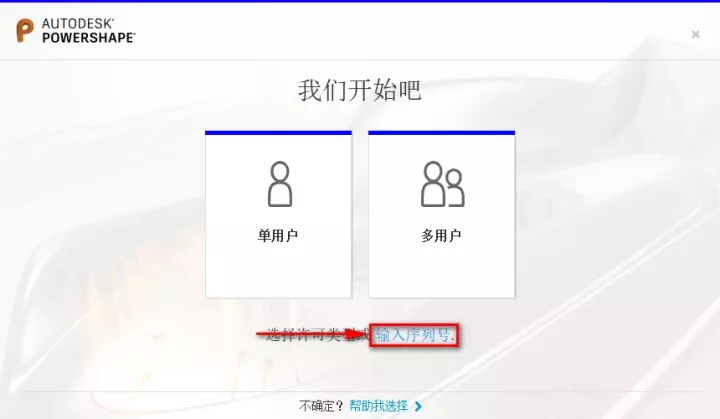 AUTODESK®
POWERSHAPE®
我们开始吧
单用户
多用户
选择许可类型或 输入序列号.
不确定？ 帮助我选择